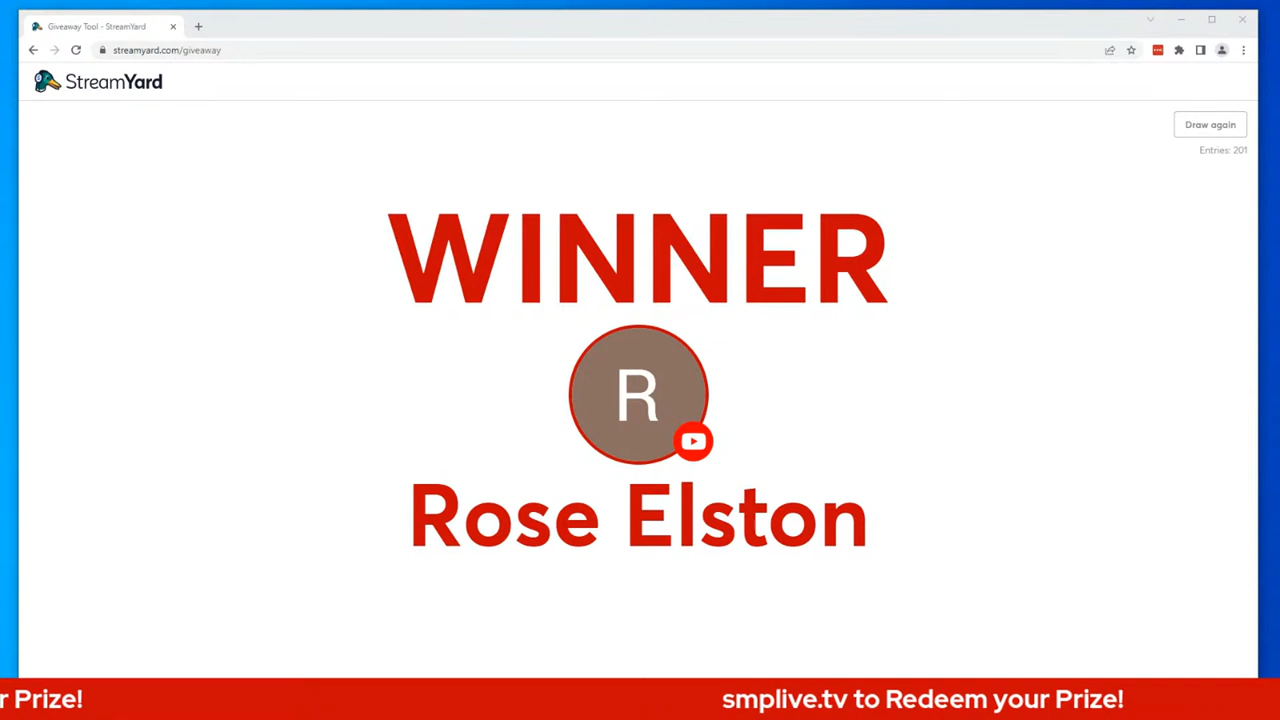 Giveaway Tool - StreamYard
streamyard.com/giveaway
StreamYard
Draw again
Entries: 201
WINNER
R
Rose Elston
r Prize! smplive.tv to Redeem your Prize!